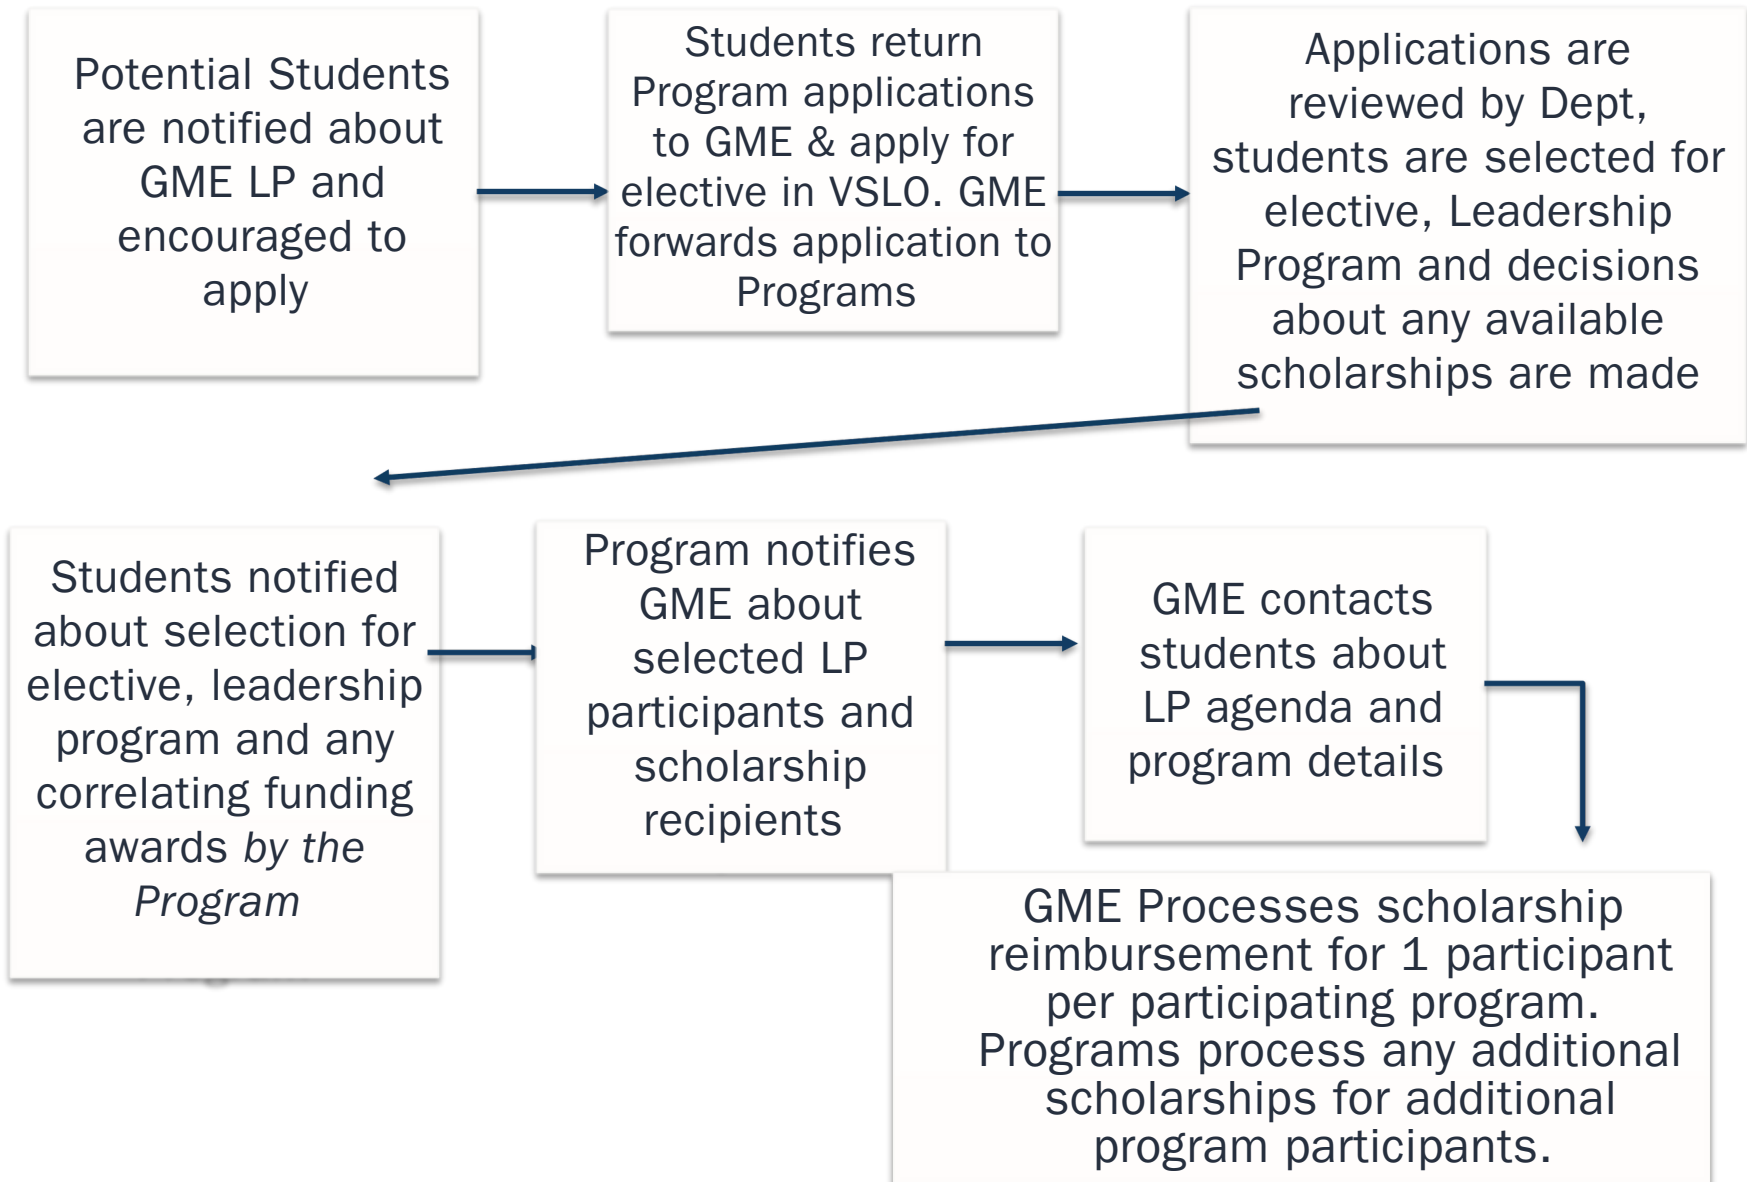 Potential Students
are notified about
GME LP and
encouraged to
apply
Students return
Program applications
to GME & apply for
elective in VSLO. GME
forwards application to
Programs
Applications are
reviewed by Dept,
students are selected for
elective, Leadership
Program and decisions
about any available
scholarships are made
Students notified
about selection for
elective, leadership
program and any
correlating funding
awards by the
Program
Program notifies
GME about
selected LP
participants and
scholarship
recipients
GME contacts
students about
LP agenda and
program details
GME Processes scholarship
reimbursement for 1 participant
per participating program.
Programs process any additional
scholarships for additional
program participants.